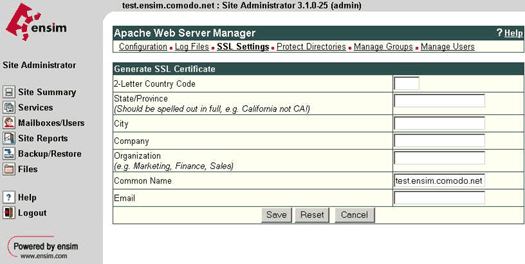 test.ensim.comodo.net : Site Administrator 3.1.0-25 (admin)
ensim
Site Administrator
Site Summary
Services
Mailboxes/Users
Site Reports
Backup/Restore
Files
Help
Logout
Powered by ensim
www.ensim.com
Apache Web Server Manager
? Help
Configuration • Log Files • SSL Settings • Protect Directories • Manage Groups • Manage Users
Generate SSL Certificate
2-Letter Country Code
State/Province
(Should be spelled out in full, e.g. California not CA!)
City
Company
Organization
(e.g. Marketing, Finance, Sales)
Common Name test.ensim.comodo.net
Email
Save Reset Cancel